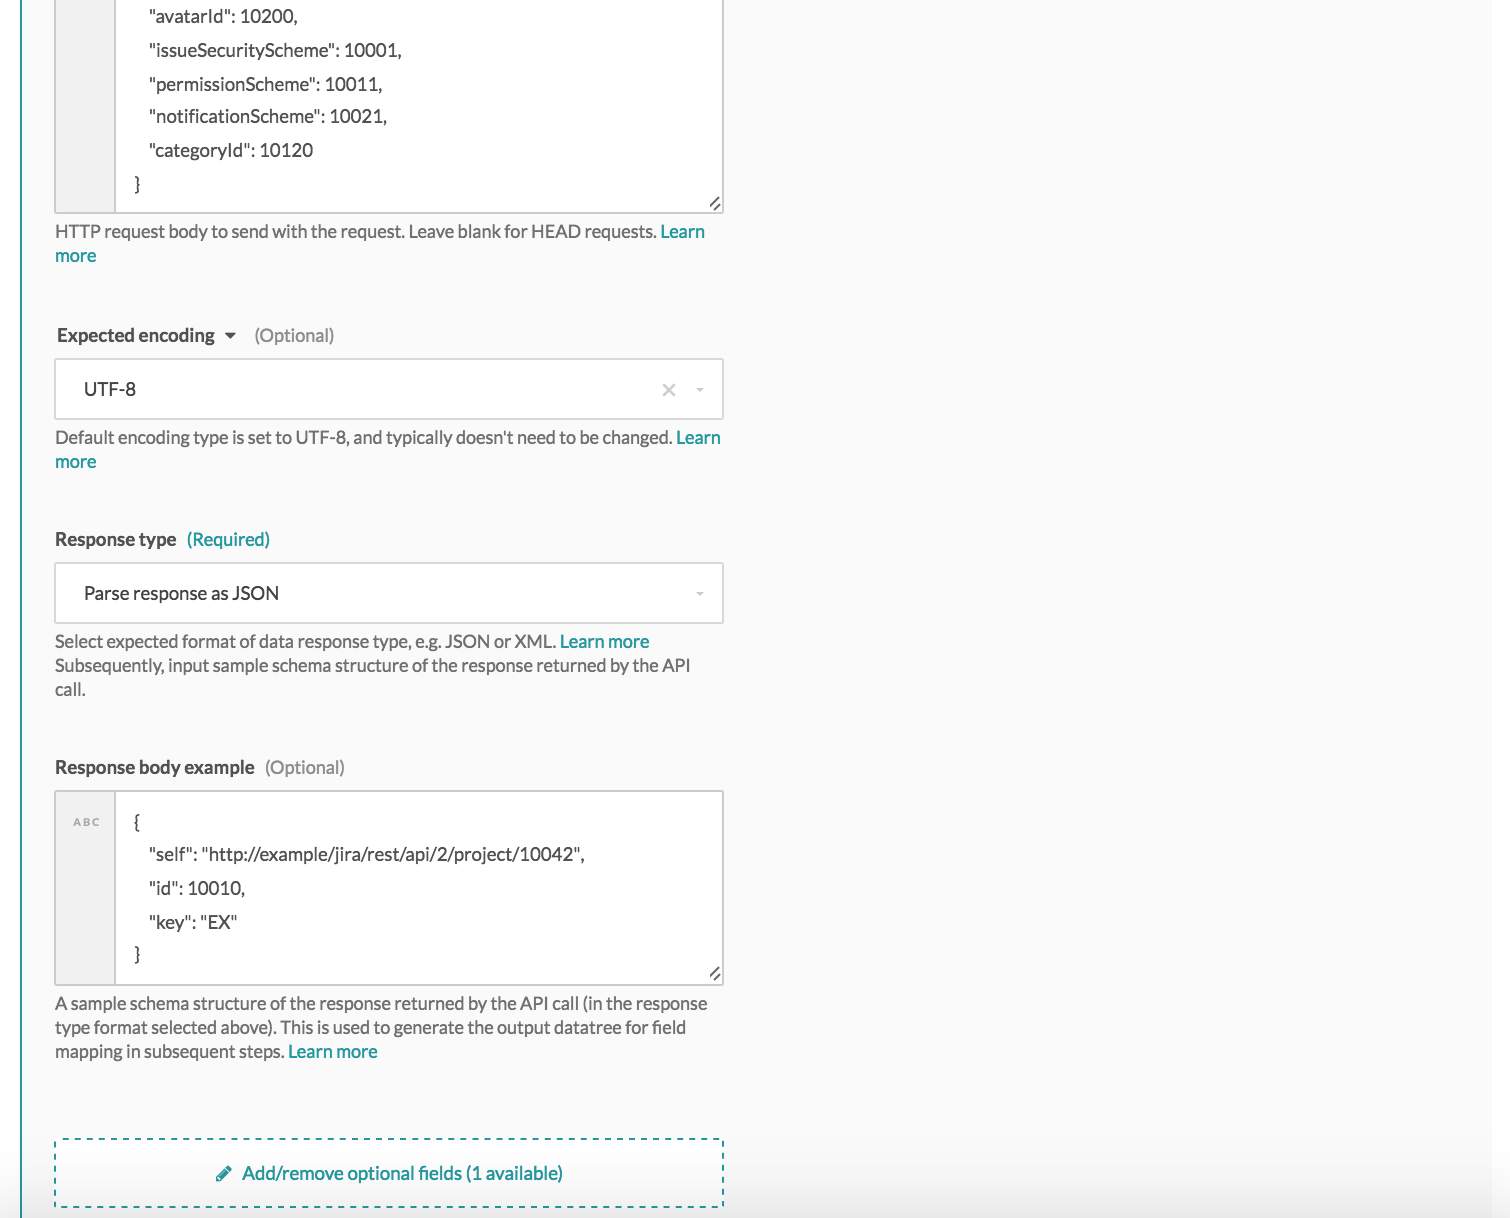 "avatarId": 10200,
"issueSecurityScheme": 10001,
"permissionScheme": 10011,
"notificationScheme": 10021,
"categoryId": 10120
}
HTTP request body to send with the request. Leave blank for HEAD requests. Learn
more
Expected encoding (Optional)
UTF-8
Default encoding type is set to UTF-8, and typically doesn't need to be changed. Learn
more
Response type (Required)
Parse response as JSON
Select expected format of data response type, e.g. JSON or XML. Learn more
Subsequently, input sample schema structure of the response returned by the API
call.
Response body example (Optional)
ABC
{
"self": "http://example/jira/rest/api/2/project/10042",
"id": 10010,
"key": "EX"
}
A sample schema structure of the response returned by the API call (in the response
type format selected above). This is used to generate the output datatree for field
mapping in subsequent steps. Learn more
Add/remove optional fields (1 available)